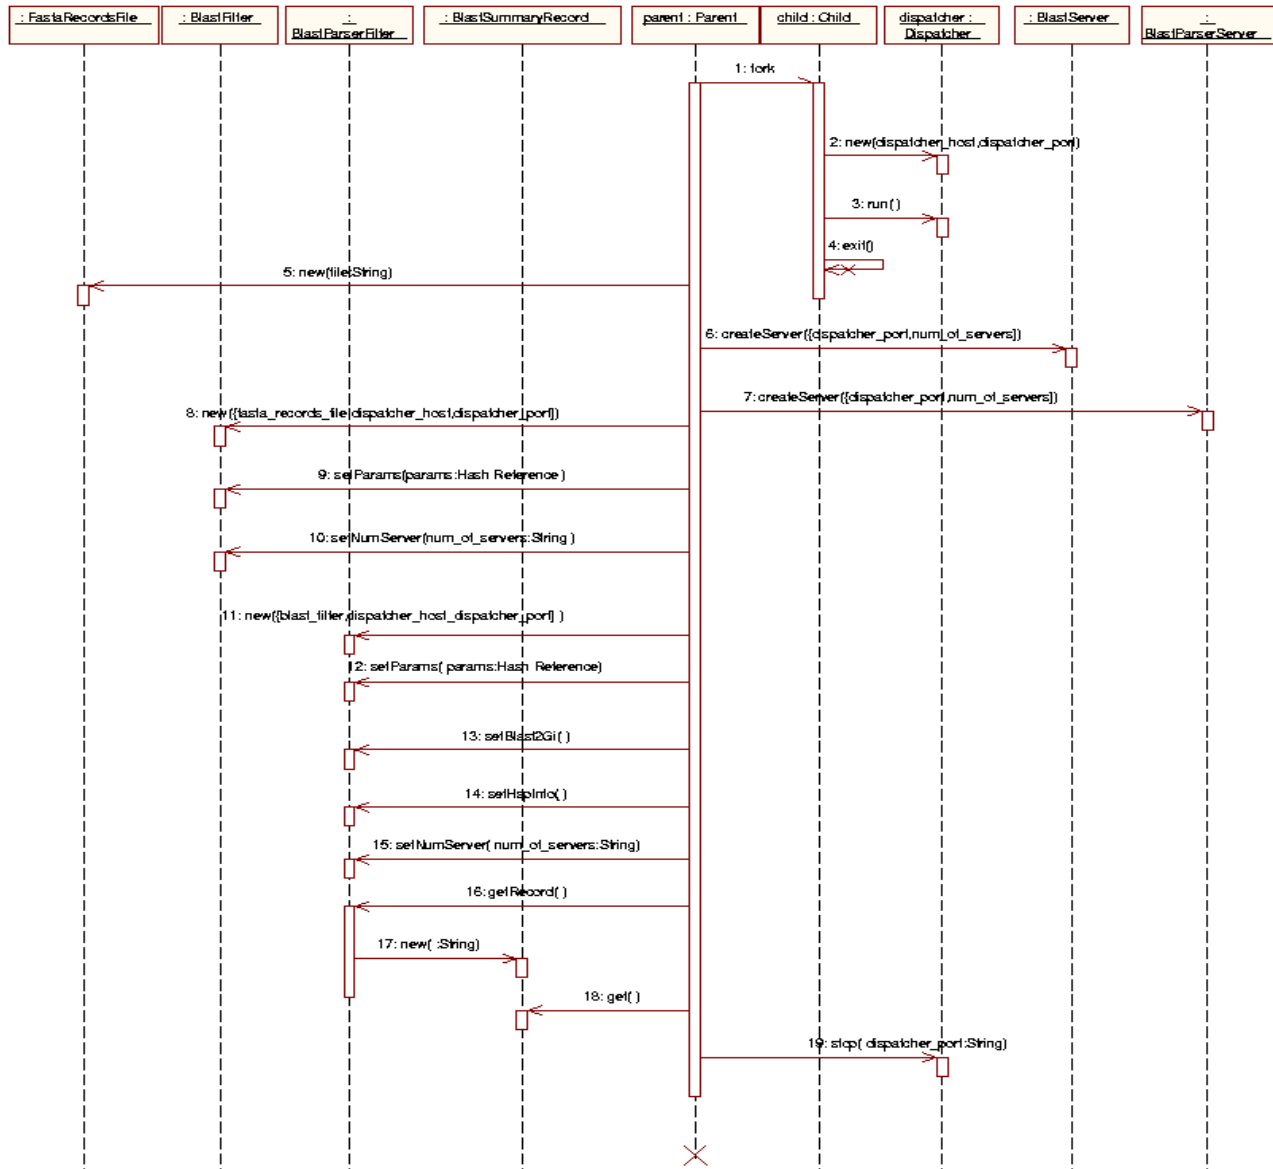 : FastaRecordsFile
: BlastFilter
:
BlastParserFilter
: BlastSummaryRecord
parent : Parent
child : Child
dispatcher :
Dispatcher
: BlastServer
:
BlastParserServer
1: fork
2: new(dispatcher_host,dispatcher_port)
3: run( )
4: exit()
5: new(file:String)
6: createServer([dispatcher_port,num_of_servers])
7: createServer([dispatcher_port,num_of_servers])
8: new([fasta_records_file,dispatcher_host,dispatcher_port])
9: setParams(params:Hash Reference )
10: setNumServer(num_of_servers:String )
11: new([blast_filter,dispatcher_host_dispatcher_port] )
12: setParams( params:Hash Reference)
13: setBlast2Gi( )
14: setHspInfo( )
15: setNumServer( num_of_servers:String)
16: getRecord( )
17: new( :String)
18: get( )
19: stop( dispatcher_port:String)